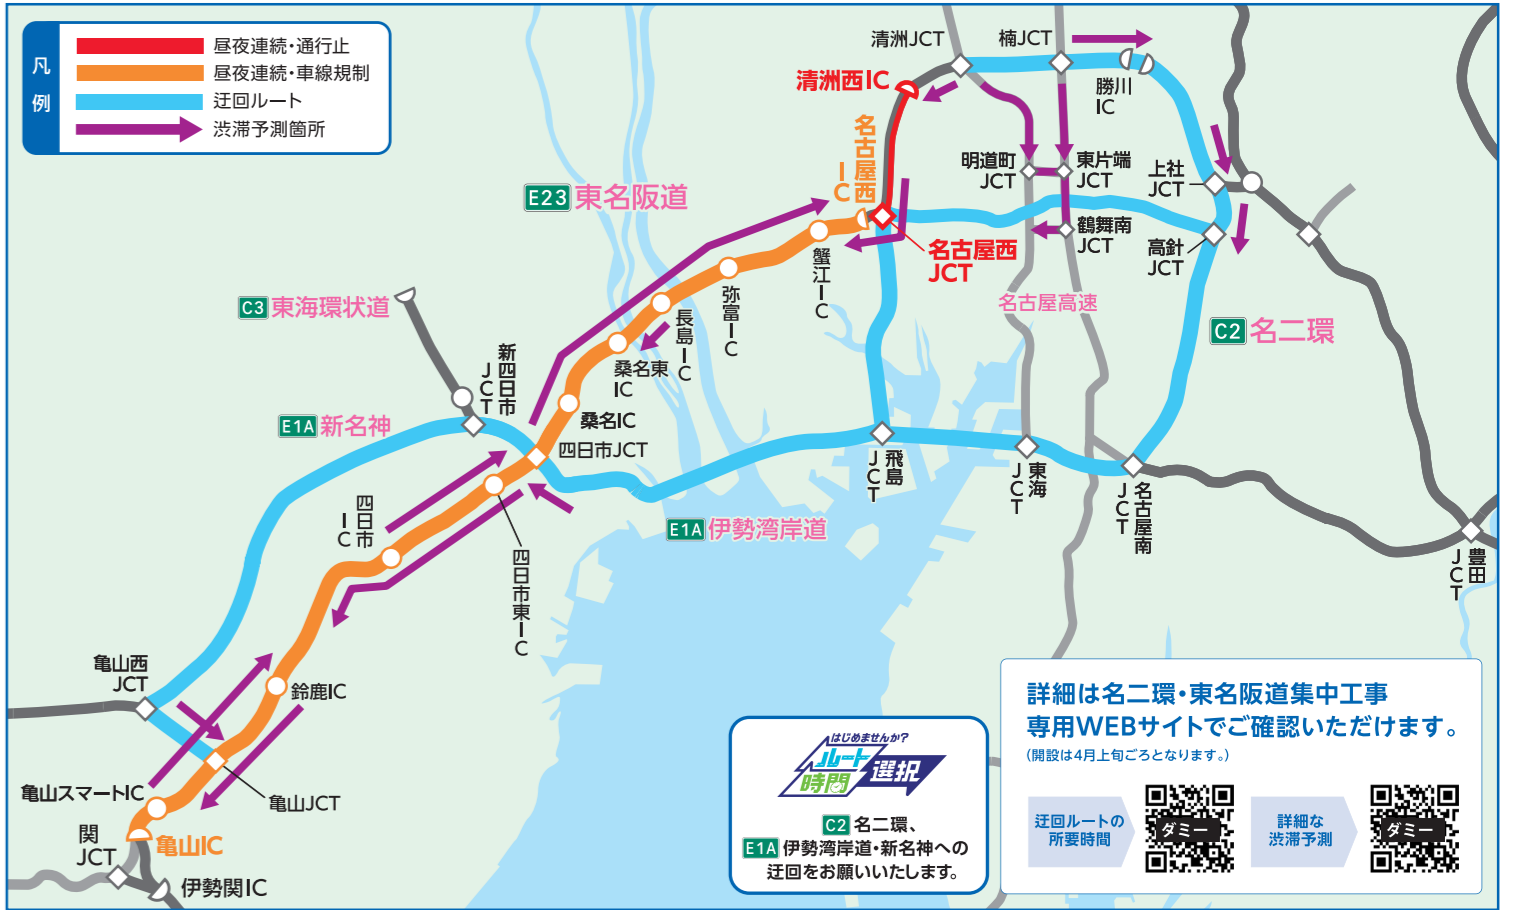 凡例
昼夜連続・通行止
昼夜連続・車線規制
迂回ルート
渋滞予測箇所
清洲JCT
楠JCT
清洲西IC
勝川
IC
名古屋西IC
明道町
JCT
東片端
JCT
上社
JCT
E23 東名阪道
鶴舞南
JCT
高針
JCT
名古屋西
JCT
蟹江IC
弥富IC
長島IC
C3 東海環状道
名古屋高速
C2 名二環
新四日市JCT
桑名東
IC
桑名IC
E1A 新名神
四日市JCT
飛島JCT
東海JCT
名古屋南JCT
四日市IC
E1A 伊勢湾岸道
四日市東IC
豊田JCT
亀山西
JCT
鈴鹿IC
亀山スマートIC
亀山JCT
関
JCT
亀山IC
伊勢関IC
はじめませんか?
ルート
時間
選択
C2 名二環、
E1A 伊勢湾岸道・新名神への
迂回をお願いいたします。
詳細は名二環・東名阪道集中工事
専用WEBサイトでご確認いただけます。
(開設は4月上旬ごろとなります。)
迂回ルートの
所要時間
ダミー
詳細な
渋滞予測
ダミー